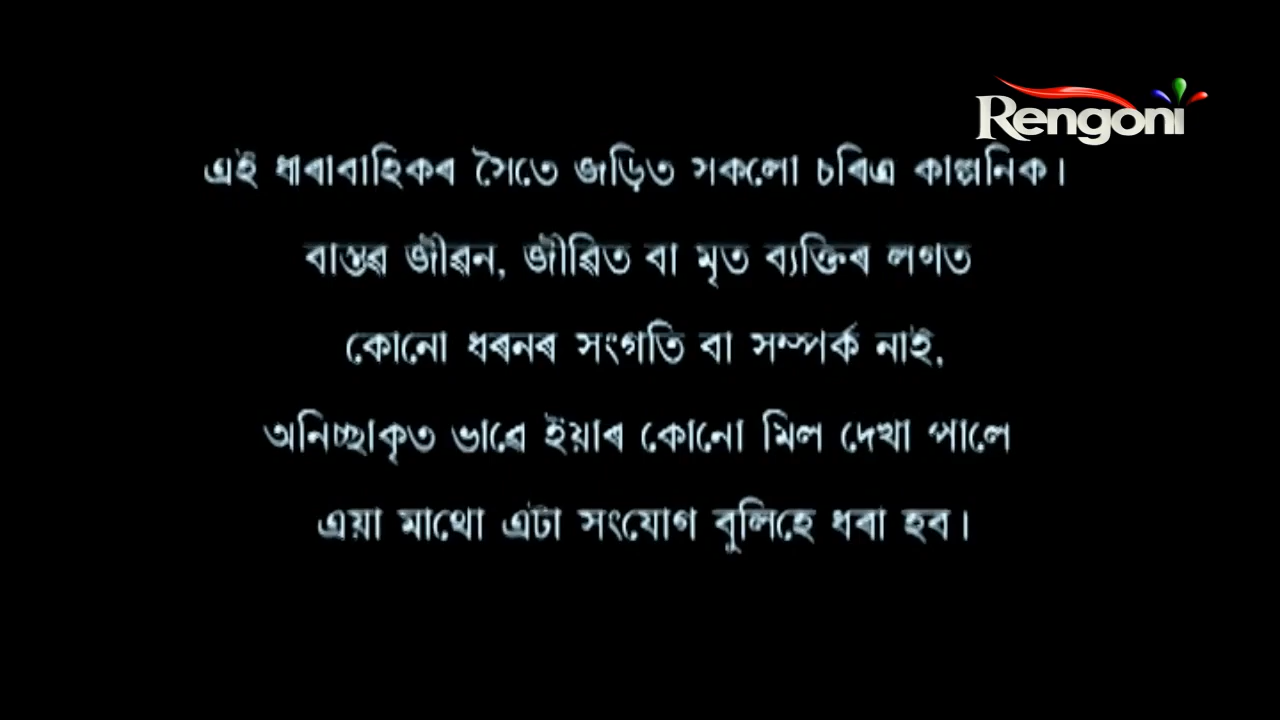 Rengoni
এই ধাৰাবাহিকৰ সৈতে জড়িত সকলো চৰিত্ৰ কাল্পনিক।
বাস্তৱ জীৱন, জীৱিত বা মৃত ব্যক্তিৰ লগত
কোনো ধৰনৰ সংগতি বা সম্পৰ্ক নাই,
অনিচ্ছাকৃত ভাৱে ইয়াৰ কোনো মিল দেখা পালে
এয়া মাথো এটা সংযোগ বুলিহে ধৰা হব।